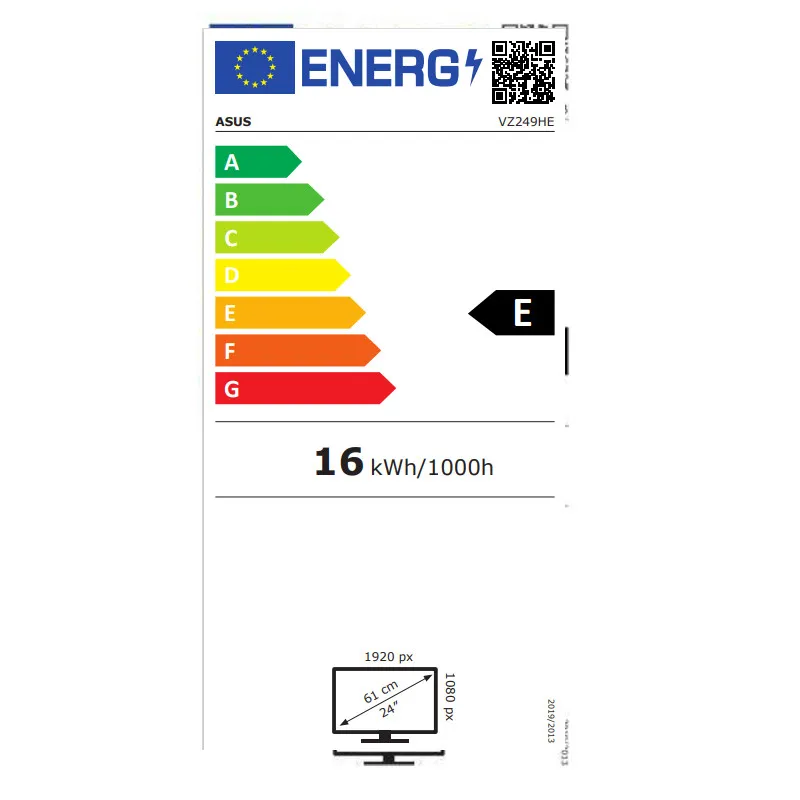 ENERG
ASUS VZ249HE
A
B
C
D
E
E
F
G
16 kWh/1000h
1920 px
1080 px
61 cm
24”
2019/2013